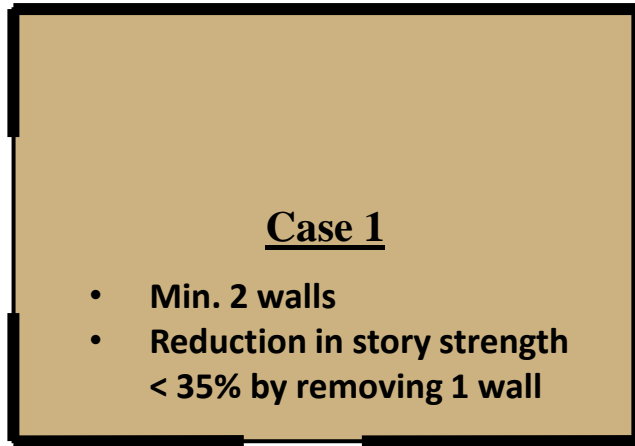 Case 1
• Min. 2 walls
• Reduction in story strength
< 35% by removing 1 wall